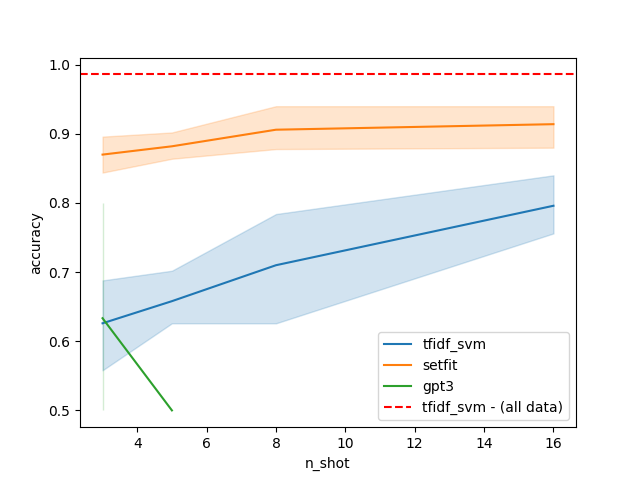 1.0
0.9
0.8
0.7
0.6
0.5
accuracy
4 6 8 10 12 14 16
n_shot
tfidf_svm
setfit
gpt3
tfidf_svm - (all data)